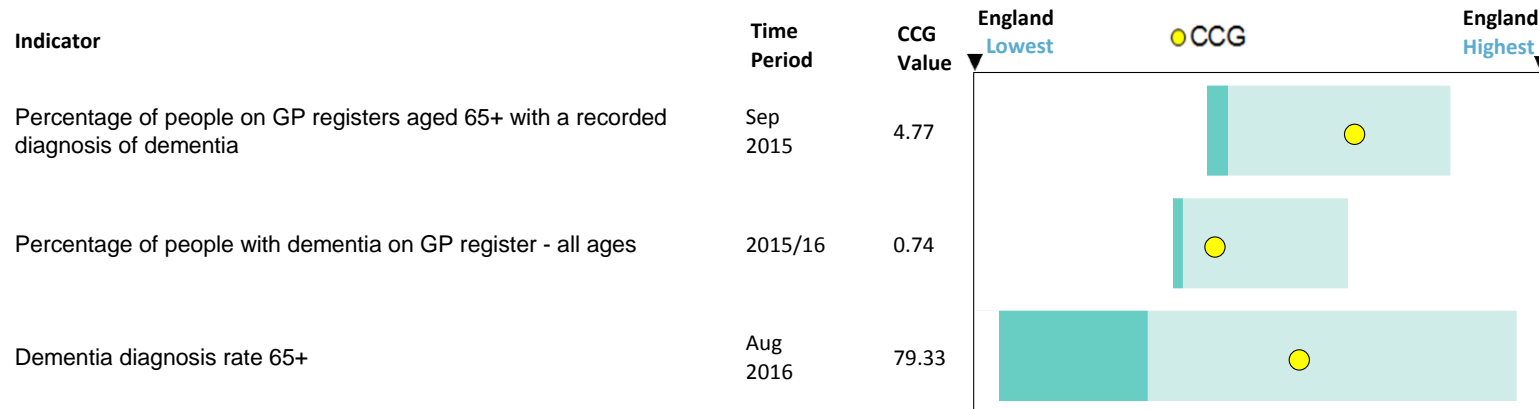 Indicator
Time Period
CCG Value
England Lowest
CCG
England Highest
Percentage of people on GP registers aged 65+ with a recorded
diagnosis of dementia
Sep
2015
4.77
Percentage of people with dementia on GP register - all ages
2015/16
0.74
Dementia diagnosis rate 65+
Aug
2016
79.33